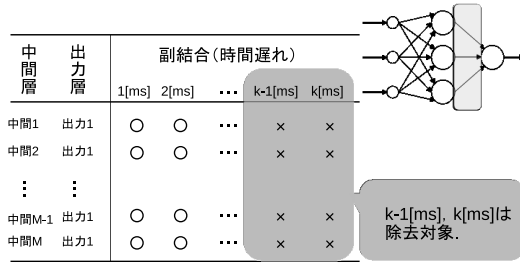 中間層 出力層 副結合(時間遅れ)
1[ms] 2[ms] ••• k-1[ms] k[ms]
中間1 出力1 ○ ○ ••• × ×
中間2 出力1 ○ ○ ••• × ×
⋮ ⋮
中間M-1 出力1 ○ ○ ••• × ×
中間M 出力1 ○ ○ ••• × ×
k-1[ms], k[ms]は
除去対象.